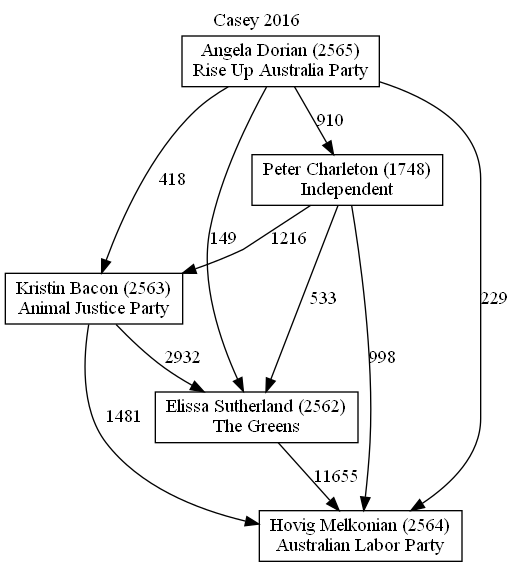 Casey 2016
Angela Dorian (2565)
Rise Up Australia Party
910
Peter Charleton (1748)
Independent
418
149
1216
Kristin Bacon (2563)
Animal Justice Party
533
229
2932
998
Elissa Sutherland (2562)
The Greens
1481
11655
Hovig Melkonian (2564)
Australian Labor Party